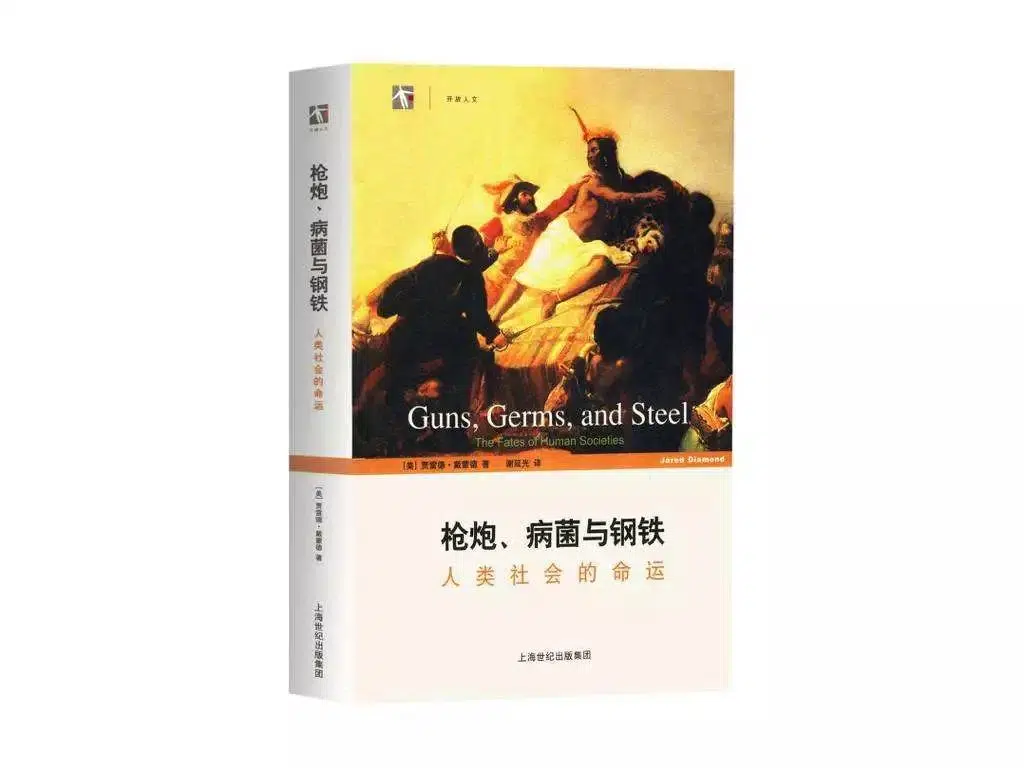 开放人文
Guns, Germs, and Steel
The Fates of Human Societies
[美] 贾雷德·戴蒙德 著 谢延光 译
Jared Diamond
枪炮、病菌与钢铁
人类社会的命运
上海世纪出版集团
枪炮、病菌与钢铁
人类社会的命运
[美] 贾雷德·戴蒙德 著
上海世纪出版集团